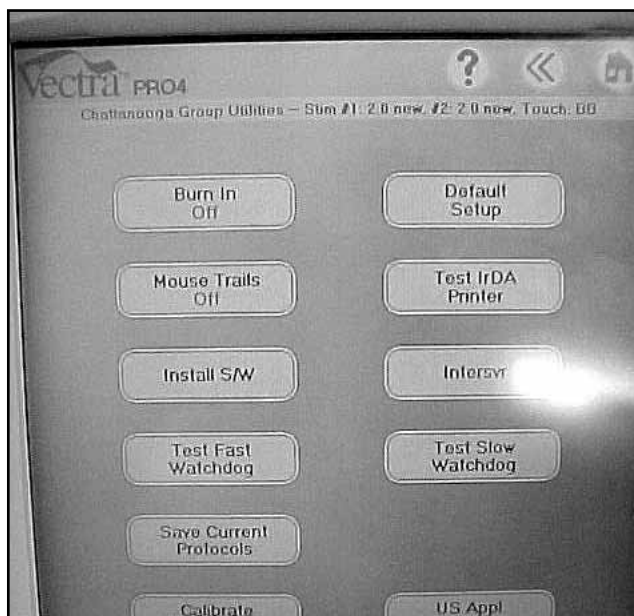 Vectra PRO4
?
Chattanooga Group Utilities – Stim #1: 2.0 new, #2: 2.0 new, Touch: BB
Burn In
Off
Default
Setup
Mouse Trails
Off
Test IrDA
Printer
Install S/W
Intersvr
Test Fast
Watchdog
Test Slow
Watchdog
Save Current
Protocols
Calibrate
US Appl